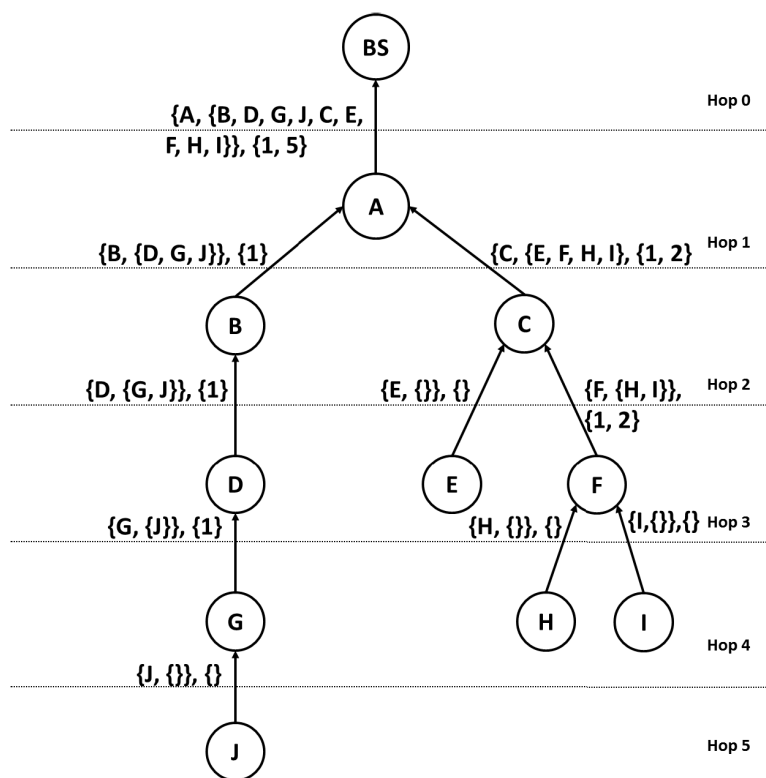 BS
Hop 0
{A, {B, D, G, J, C, E,
F, H, I}}, {1, 5}
A
Hop 1
{B, {D, G, J}}, {1}
{C, {E, F, H, I}, {1, 2}
B
C
Hop 2
{D, {G, J}}, {1}
{E, {}}, {}
{F, {H, I}},
{1, 2}
D
E
F
Hop 3
{G, {J}}, {1}
{H, {}}, {}
{I,{}},{}
G
H
I
Hop 4
{J, {}}, {}
J
Hop 5